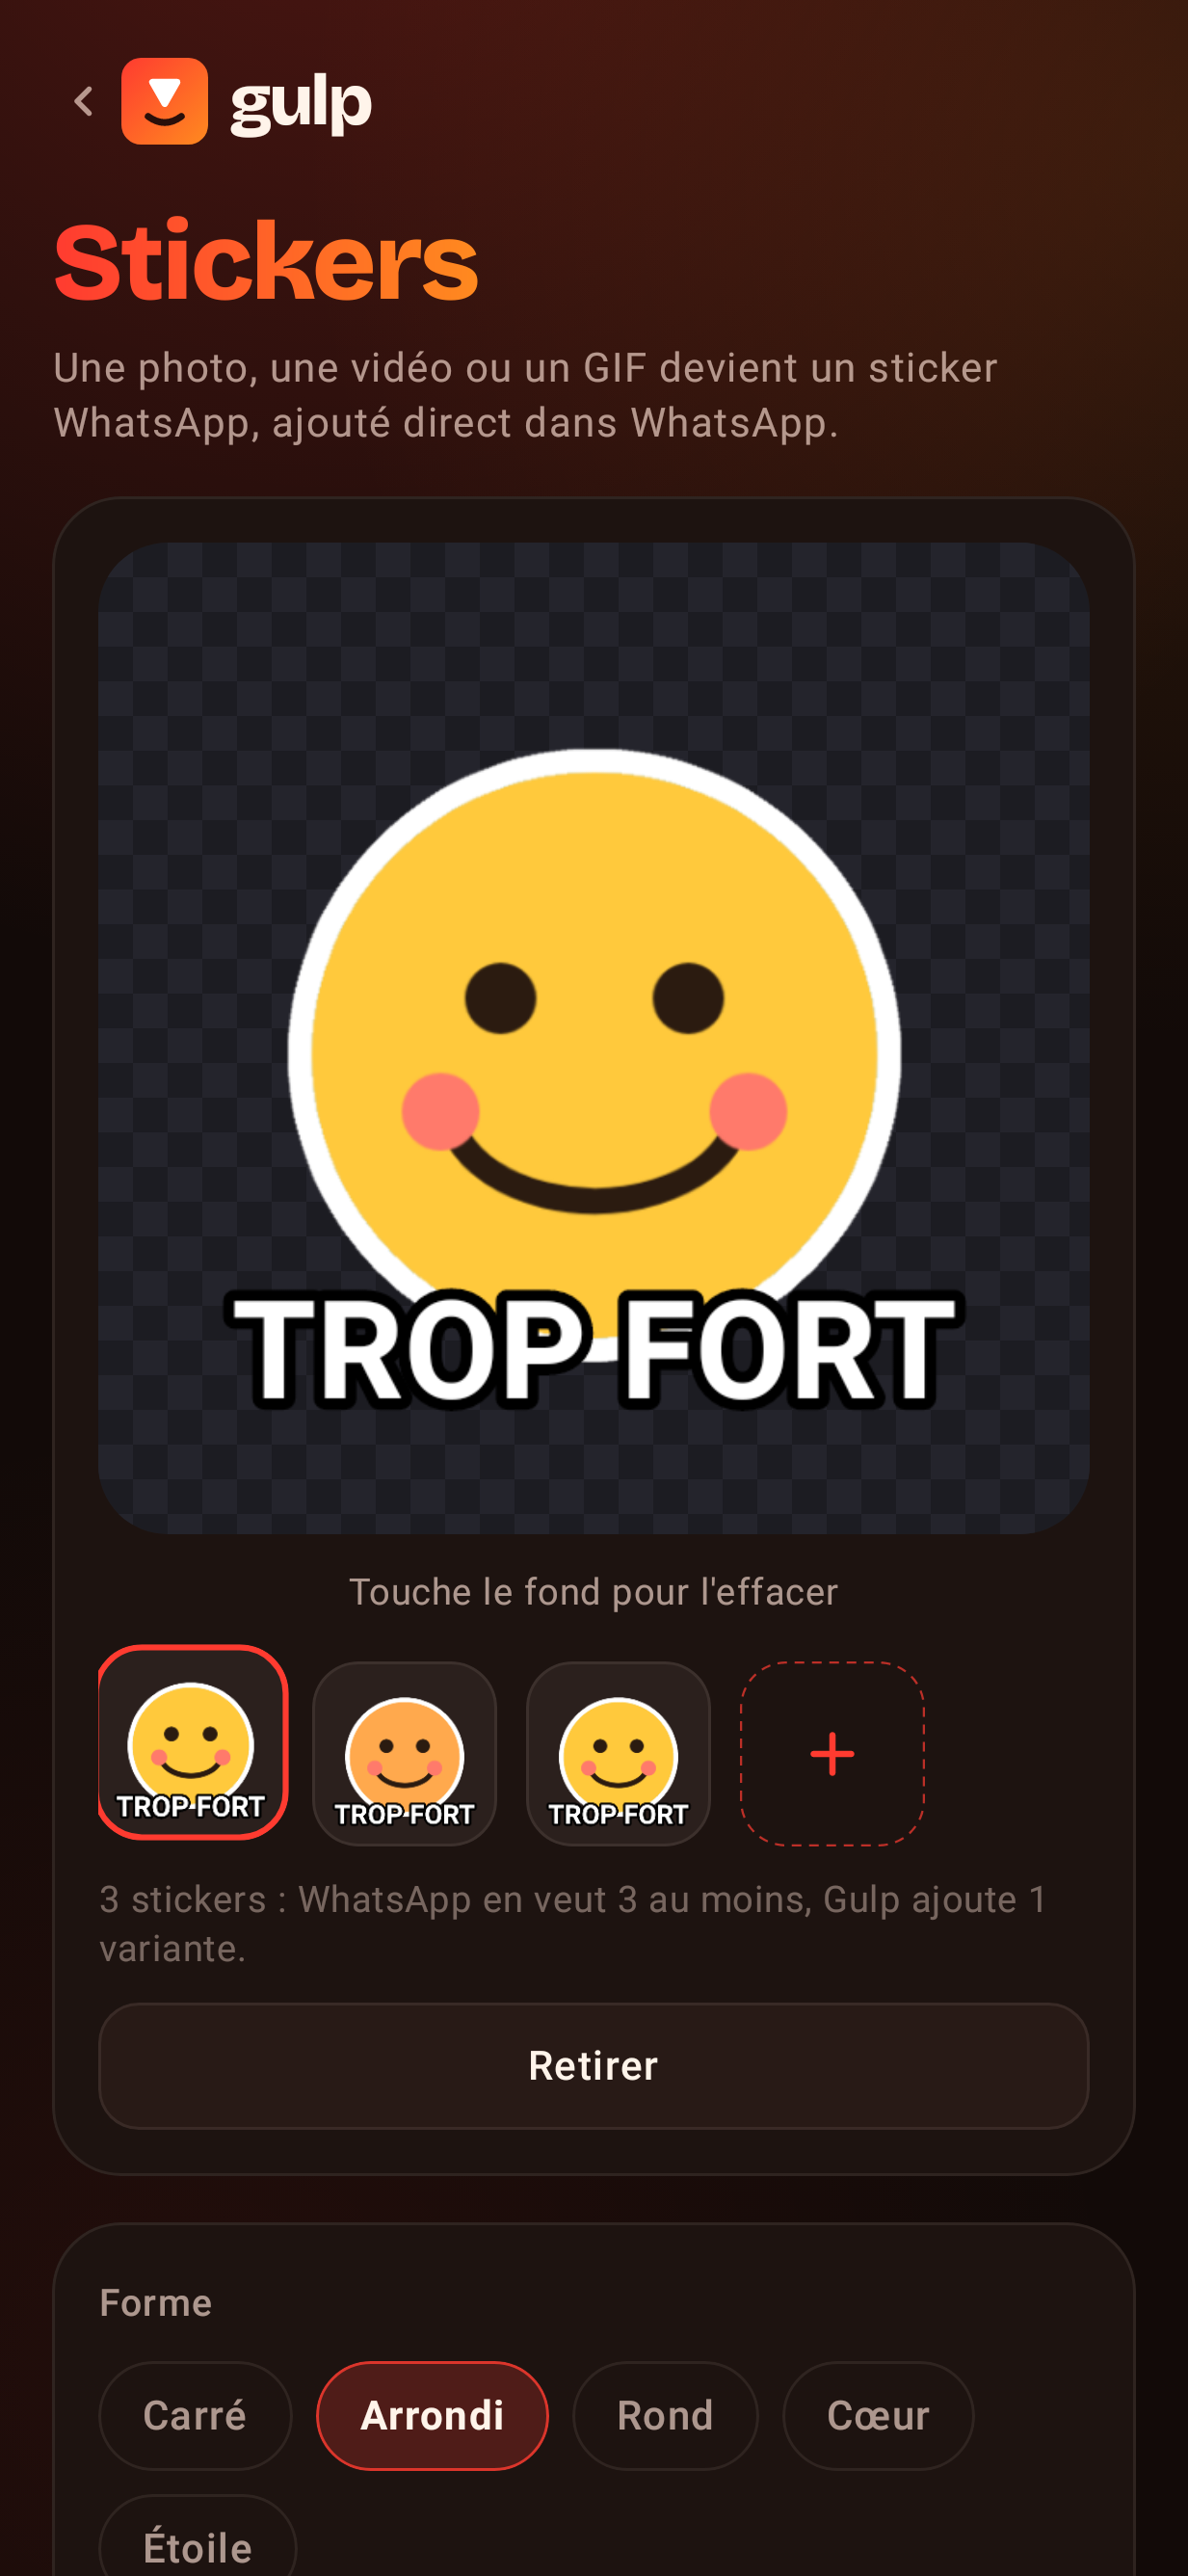 gulp
Stickers
Une photo, une vidéo ou un GIF devient un sticker
WhatsApp, ajouté direct dans WhatsApp.
TROP FORT
Touche le fond pour l'effacer
TROP FORT
TROP FORT
TROP FORT
3 stickers : WhatsApp en veut 3 au moins, Gulp ajoute 1
variante.
Retirer
Forme
Carré
Arrondi
Rond
Cœur
Étoile